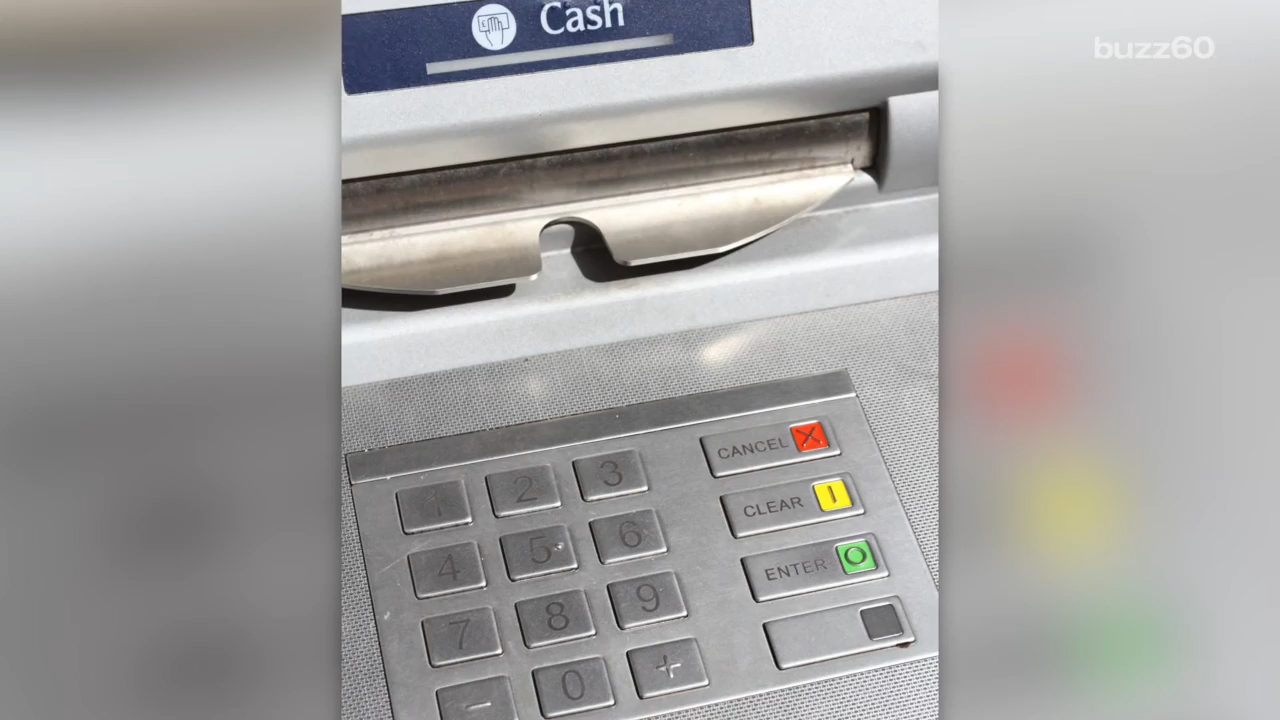 Cash
buzz60
1 2 3
CANCEL
4 5 6
CLEAR
7 8 9
ENTER
- 0 +